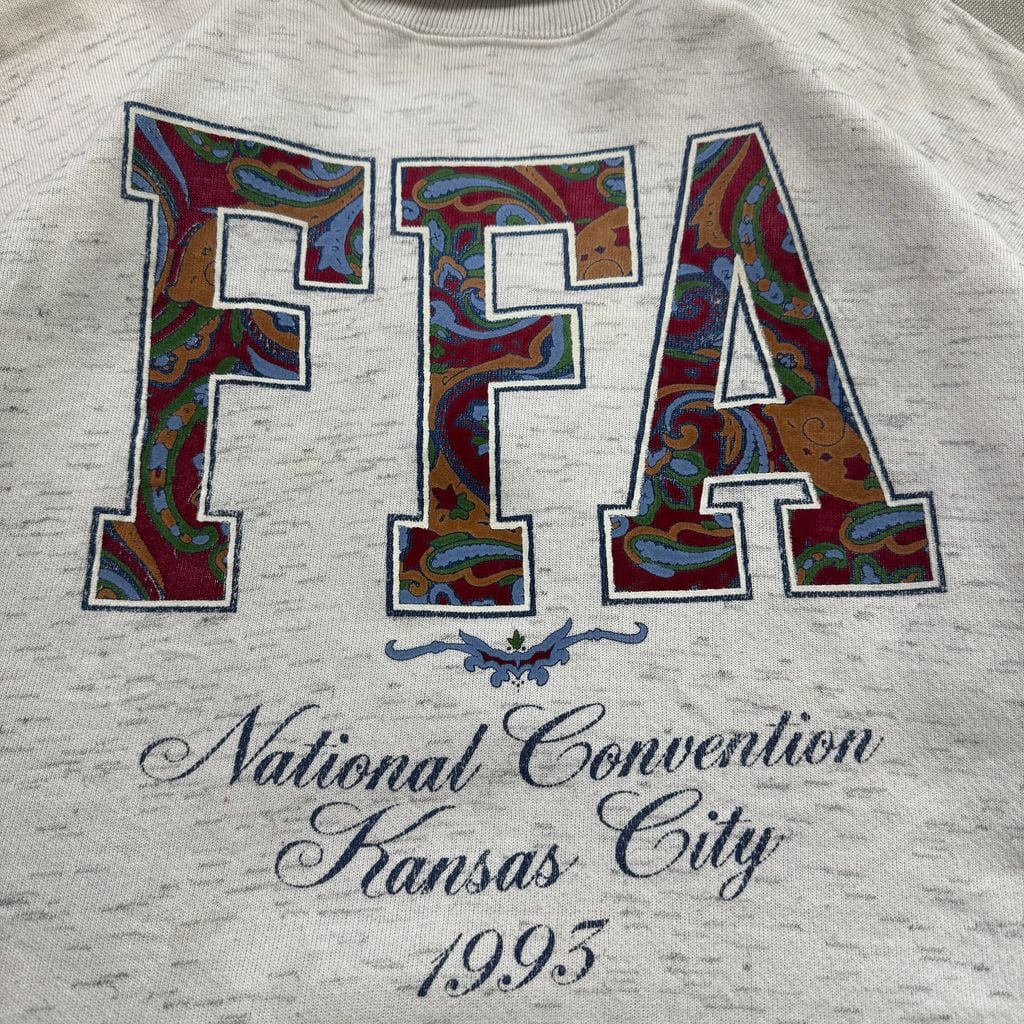 FFA
National Convention
Kansas City
1993